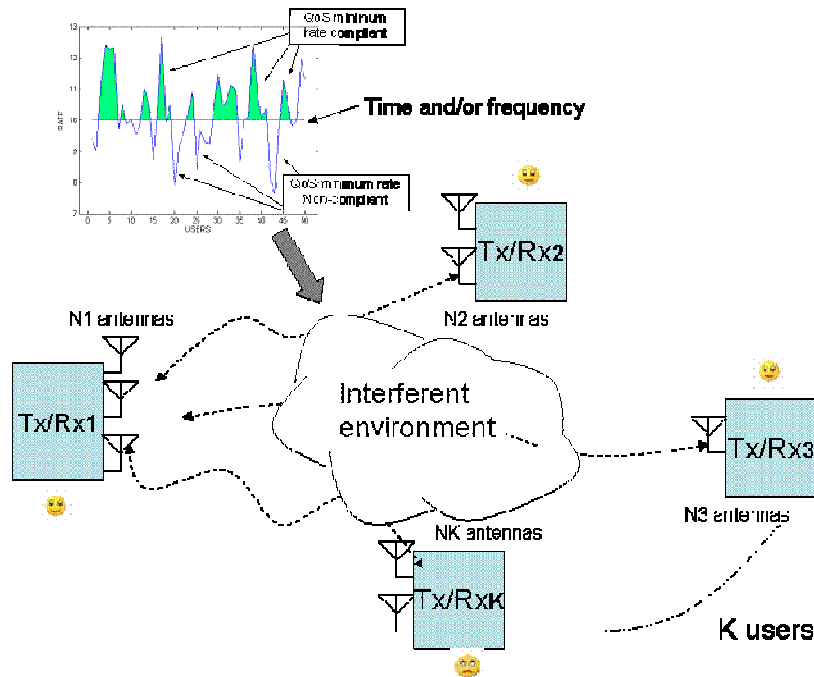 QoS minimum
rate complient
13
12
11
10
9
8
7
RATE
0 5 10 15 20 25 30 35 40 45 50
USERS
Time and/or frequency
QoS minimum rate
Non-complient
Tx/Rx2
N1 antennas
N2 antennas
Interferent
environment
Tx/Rx1
Tx/Rx3
N3 antennas
NK antennas
Tx/RxK
K users